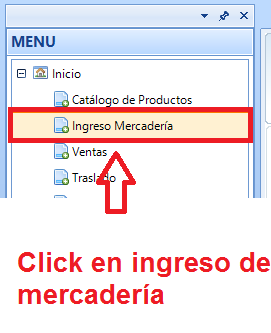 MENU
Inicio
Catálogo de Productos
Ingreso Mercadería
Ventas
Traslado
Click en ingreso de
mercadería